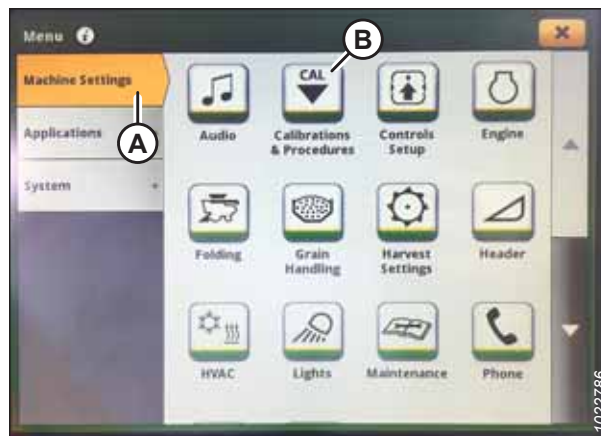 Menu i
B
Machine Settings
CAL
A
Applications
Audio
Calibrations
& Procedures
Controls
Setup
Engine
System +
Folding
Grain
Handling
Harvest
Settings
Header
HVAC
Lights
Maintenance
Phone
1022786